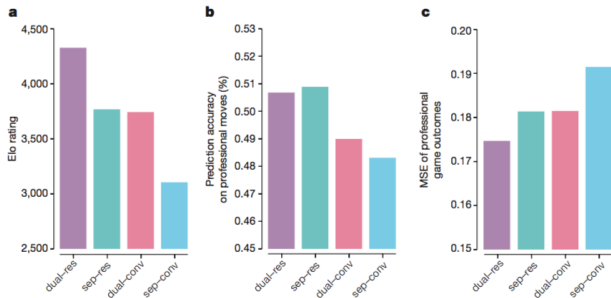 a
Elo rating
4,500
4,000
3,500
3,000
2,500
dual–res
sep–res
dual–conv
sep–conv
b
Prediction accuracy
on professional moves (%)
0.53
0.52
0.51
0.50
0.49
0.48
0.47
0.46
0.45
dual–res
sep–res
dual–conv
sep–conv
c
MSE of professional
game outcomes
0.20
0.19
0.18
0.17
0.16
0.15
dual–res
sep–res
dual–conv
sep–conv